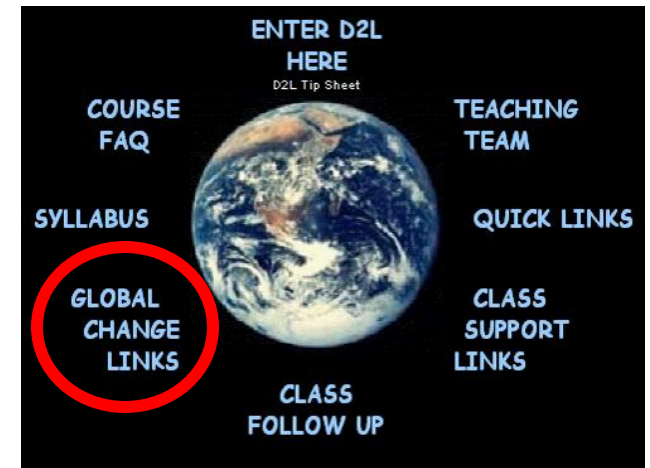 ENTER D2L
HERE
D2L Tip Sheet
COURSE
FAQ
TEACHING
TEAM
SYLLABUS
QUICK LINKS
GLOBAL
CHANGE
LINKS
CLASS
SUPPORT
LINKS
CLASS
FOLLOW UP